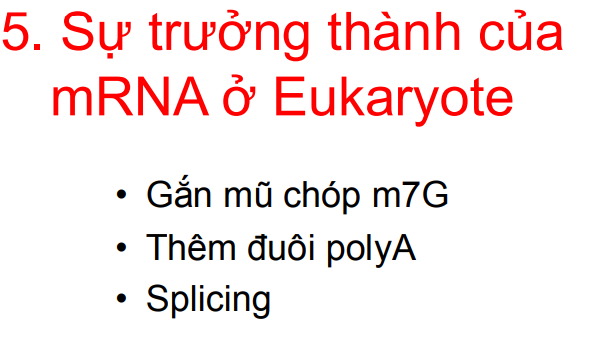 5. Sự trưởng thành của
mRNA ở Eukaryote
• Gắn mũ chóp m7G
• Thêm đuôi polyA
• Splicing